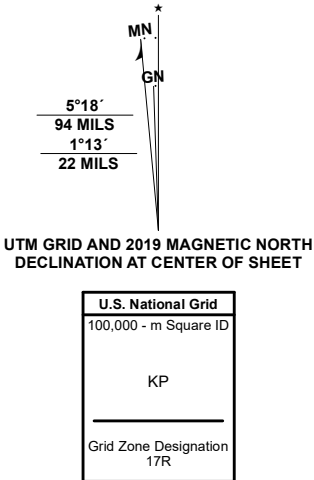 ★
MN
GN
5°18´
94 MILS
1°13´
22 MILS
UTM GRID AND 2019 MAGNETIC NORTH
DECLINATION AT CENTER OF SHEET
U.S. National Grid
100,000 - m Square ID
KP
Grid Zone Designation
17R